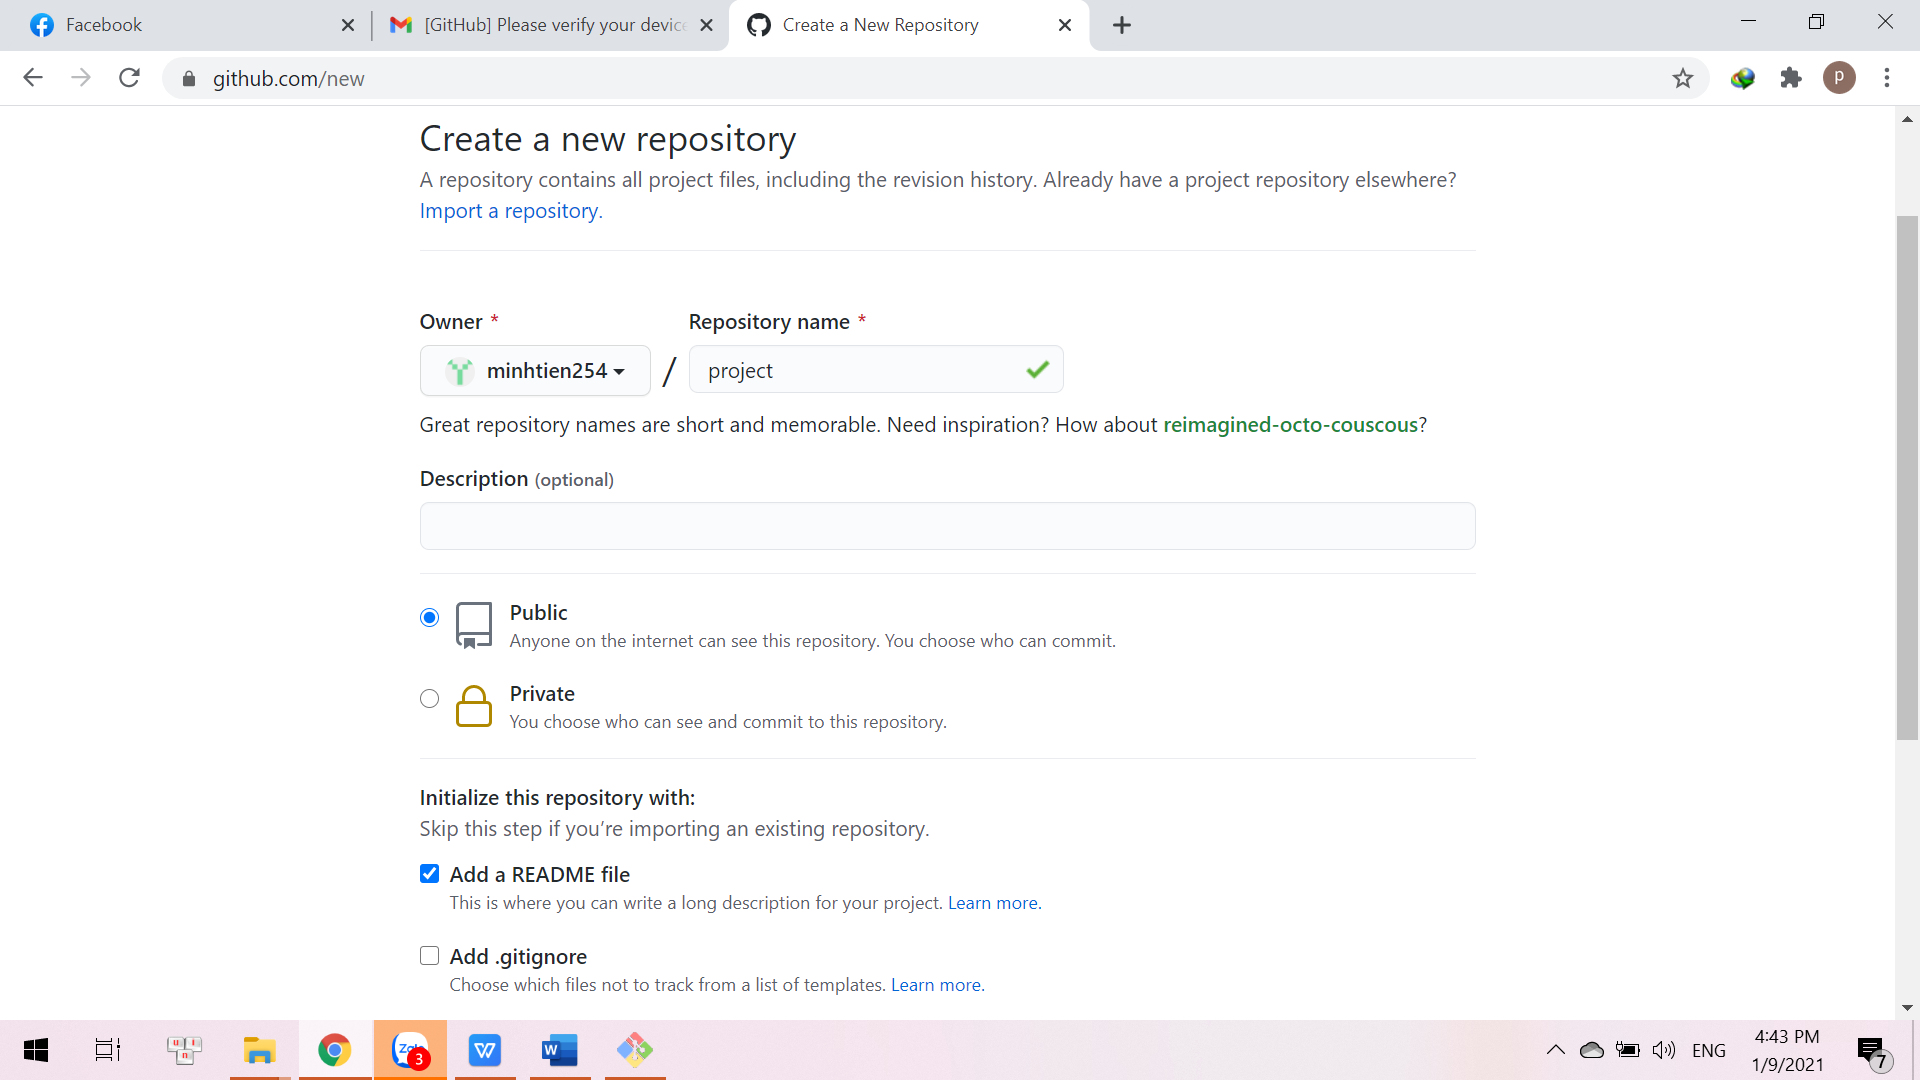 Facebook
[GitHub] Please verify your device
Create a New Repository
github.com/new
p
Create a new repository
A repository contains all project files, including the revision history. Already have a project repository elsewhere?
Import a repository.
Owner *
Repository name *
minhtien254
/
project
Great repository names are short and memorable. Need inspiration? How about reimagined-octo-couscous?
Description (optional)
Public
Anyone on the internet can see this repository. You choose who can commit.
Private
You choose who can see and commit to this repository.
Initialize this repository with:
Skip this step if you’re importing an existing repository.
Add a README file
This is where you can write a long description for your project. Learn more.
Add .gitignore
Choose which files not to track from a list of templates. Learn more.
u i n
Zalo
3
W
W
ENG
4:43 PM
1/9/2021
7